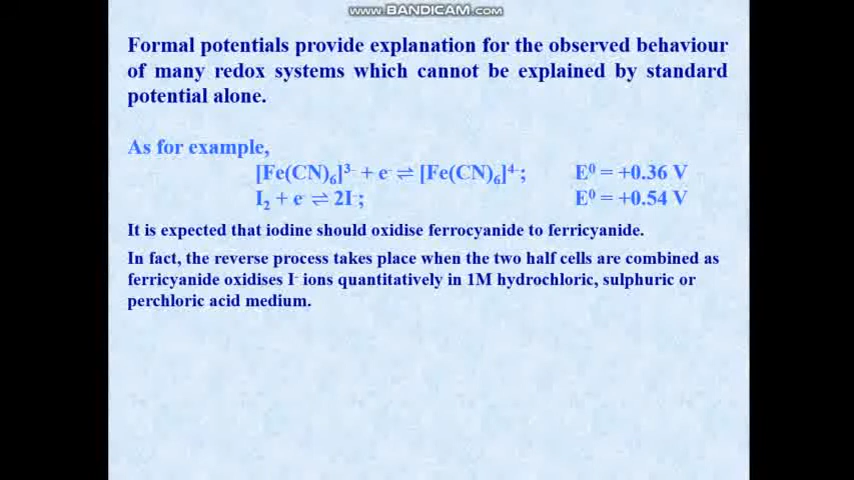 www.BANDICAM.com
Formal potentials provide explanation for the observed behaviour
of many redox systems which cannot be explained by standard
potential alone.
As for example,
[Fe(CN)₆]³⁻ + e⁻ ⇌ [Fe(CN)₆]⁴⁻; E⁰ = +0.36 V
I₂ + e⁻ ⇌ 2I⁻; E⁰ = +0.54 V
It is expected that iodine should oxidise ferrocyanide to ferricyanide.
In fact, the reverse process takes place when the two half cells are combined as
ferricyanide oxidises I⁻ ions quantitatively in 1M hydrochloric, sulphuric or
perchloric acid medium.